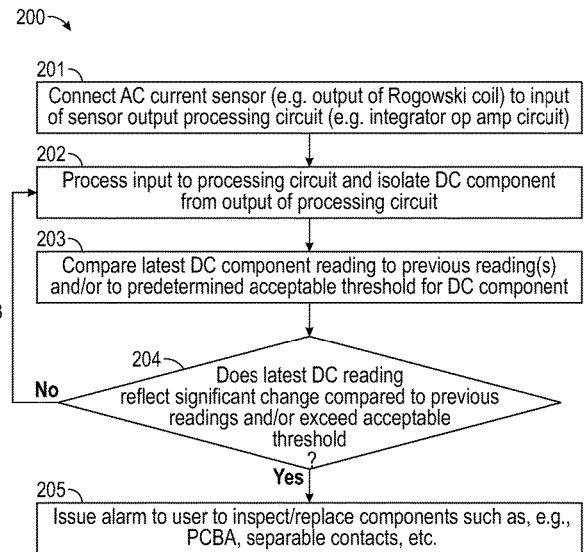 200
201
Connect AC current sensor (e.g. output of Rogowski coil) to input
of sensor output processing circuit (e.g. integrator op amp circuit)
202
Process input to processing circuit and isolate DC component
from output of processing circuit
203
Compare latest DC component reading to previous reading(s)
and/or to predetermined acceptable threshold for DC component
204
Does latest DC reading
reflect significant change compared to previous
readings and/or exceed acceptable
threshold
?
No
Yes
205
Issue alarm to user to inspect/replace components such as, e.g.,
PCBA, separable contacts, etc.